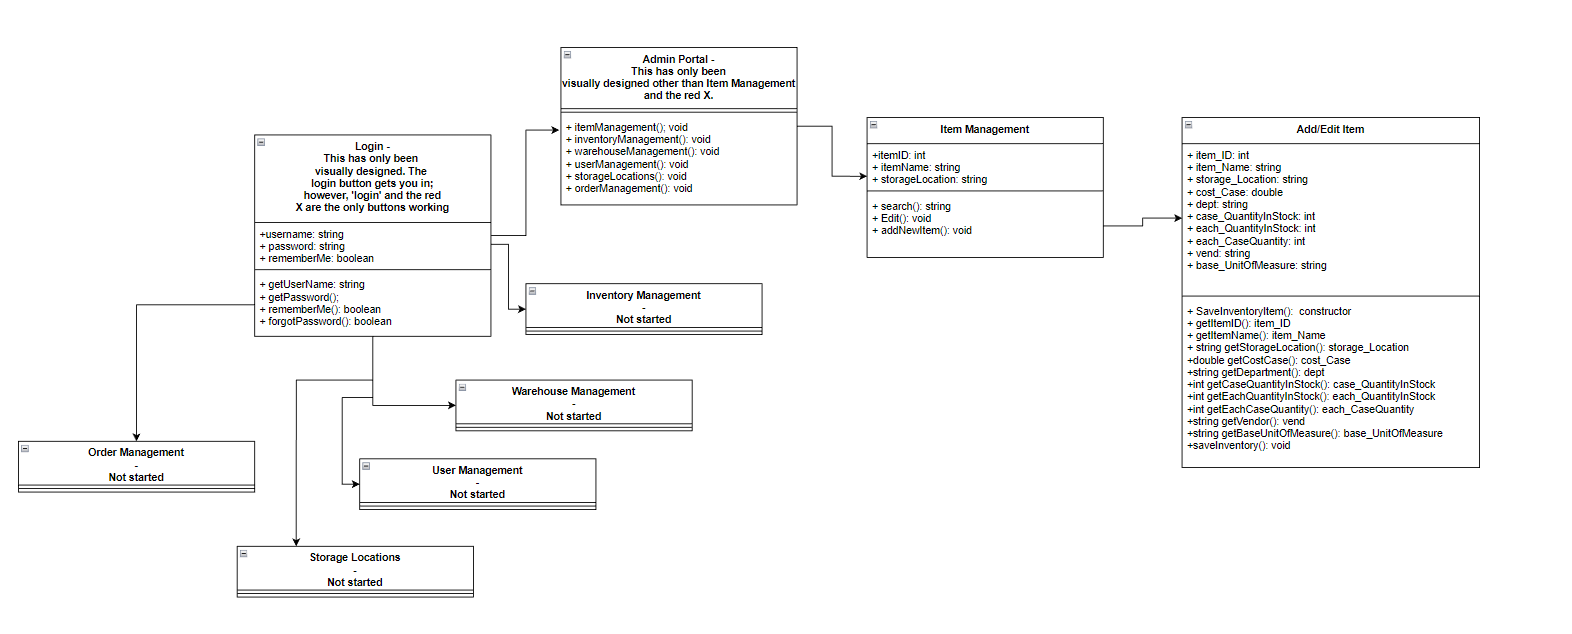 Admin Portal -
This has only been
visually designed other than Item Management
and the red X.
+ itemManagement(); void
+ inventoryManagement(): void
+ warehouseManagement(): void
+ userManagement(): void
+ storageLocations(): void
+ orderManagement(): void
Login -
This has only been
visually designed. The
login button gets you in;
however, 'login' and the red
X are the only buttons working
+username: string
+ password: string
+ rememberMe: boolean
+ getUserName: string
+ getPassword();
+ rememberMe(): boolean
+ forgotPassword(): boolean
Item Management
+itemID: int
+ itemName: string
+ storageLocation: string
+ search(): string
+ Edit(): void
+ addNewItem(): void
Add/Edit Item
+ item_ID: int
+ item_Name: string
+ storage_Location: string
+ cost_Case: double
+ dept: string
+ case_QuantityInStock: int
+ each_QuantityInStock: int
+ each_CaseQuantity: int
+ vend: string
+ base_UnitOfMeasure: string
+ SaveInventoryItem(): constructor
+ getItemID(): item_ID
+ getItemName(): item_Name
+ string getStorageLocation(): storage_Location
+double getCostCase(): cost_Case
+string getDepartment(): dept
+int getCaseQuantityInStock(): case_QuantityInStock
+int getEachQuantityInStock(): each_QuantityInStock
+int getEachCaseQuantity(): each_CaseQuantity
+string getVendor(): vend
+string getBaseUnitOfMeasure(): base_UnitOfMeasure
+saveInventory(): void
Inventory Management
-
Not started
Warehouse Management
-
Not started
Order Management
-
Not started
User Management
-
Not started
Storage Locations
-
Not started